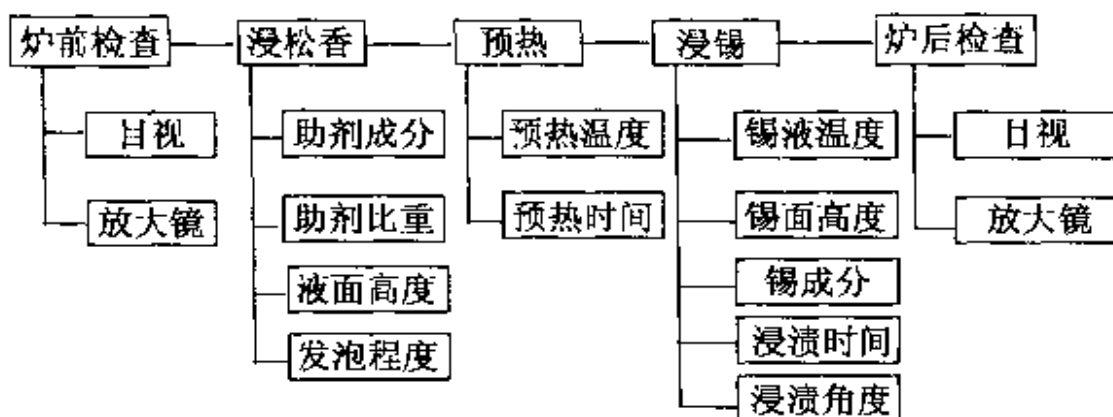 炉前检查
浸松香
预热
浸锡
炉后检查
目视
助剂成分
预热温度
锡液温度
日视
放大镜
助剂比重
预热时间
锡面高度
放大镜
液面高度
锡成分
发泡程度
浸渍时间
浸渍角度